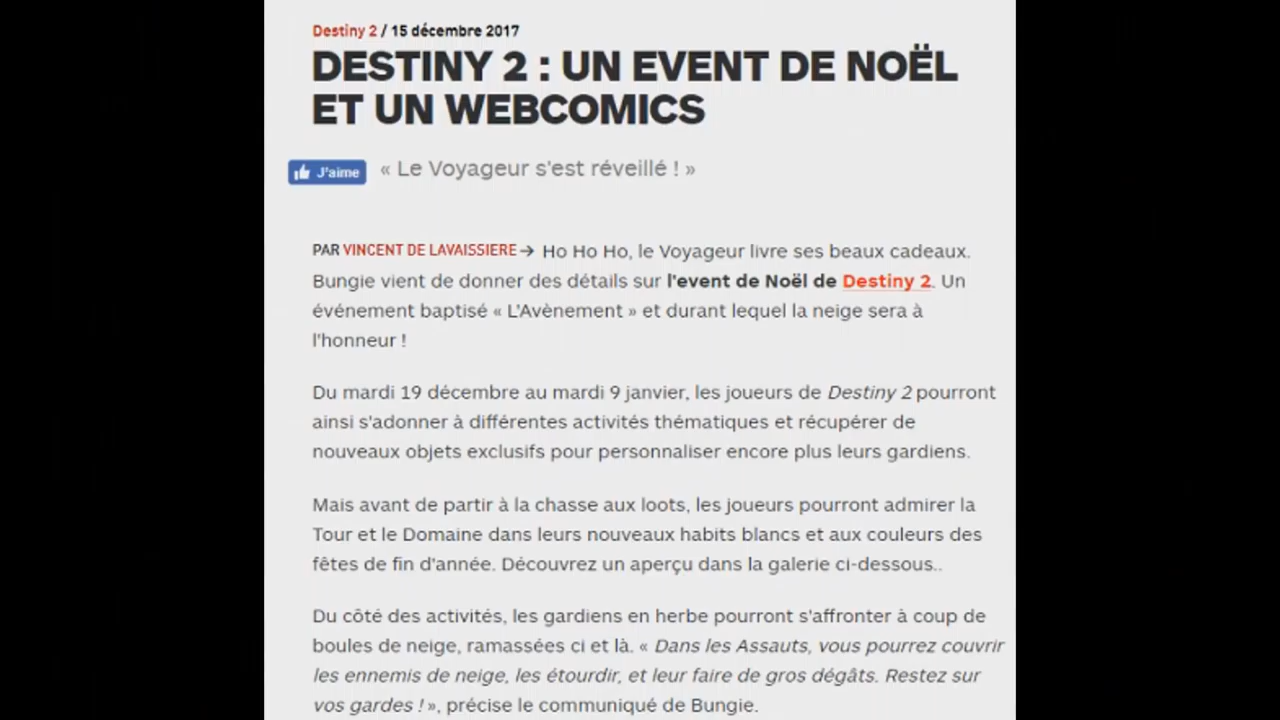 Destiny 2 / 15 décembre 2017
DESTINY 2 : UN EVENT DE NOËL
ET UN WEBCOMICS
J'aime « Le Voyageur s'est réveillé ! »
PAR VINCENT DE LAVAISSIERE → Ho Ho Ho, le Voyageur livre ses beaux cadeaux.
Bungie vient de donner des détails sur l'event de Noël de Destiny 2. Un
événement baptisé « L'Avènement » et durant lequel la neige sera à
l'honneur !
Du mardi 19 décembre au mardi 9 janvier, les joueurs de Destiny 2 pourront
ainsi s'adonner à différentes activités thématiques et récupérer de
nouveaux objets exclusifs pour personnaliser encore plus leurs gardiens.
Mais avant de partir à la chasse aux loots, les joueurs pourront admirer la
Tour et le Domaine dans leurs nouveaux habits blancs et aux couleurs des
fêtes de fin d'année. Découvrez un aperçu dans la galerie ci-dessous..
Du côté des activités, les gardiens en herbe pourront s'affronter à coup de
boules de neige, ramassées ci et là. « Dans les Assauts, vous pourrez couvrir
les ennemis de neige, les étourdir, et leur faire de gros dégâts. Restez sur
vos gardes ! », précise le communiqué de Bungie.